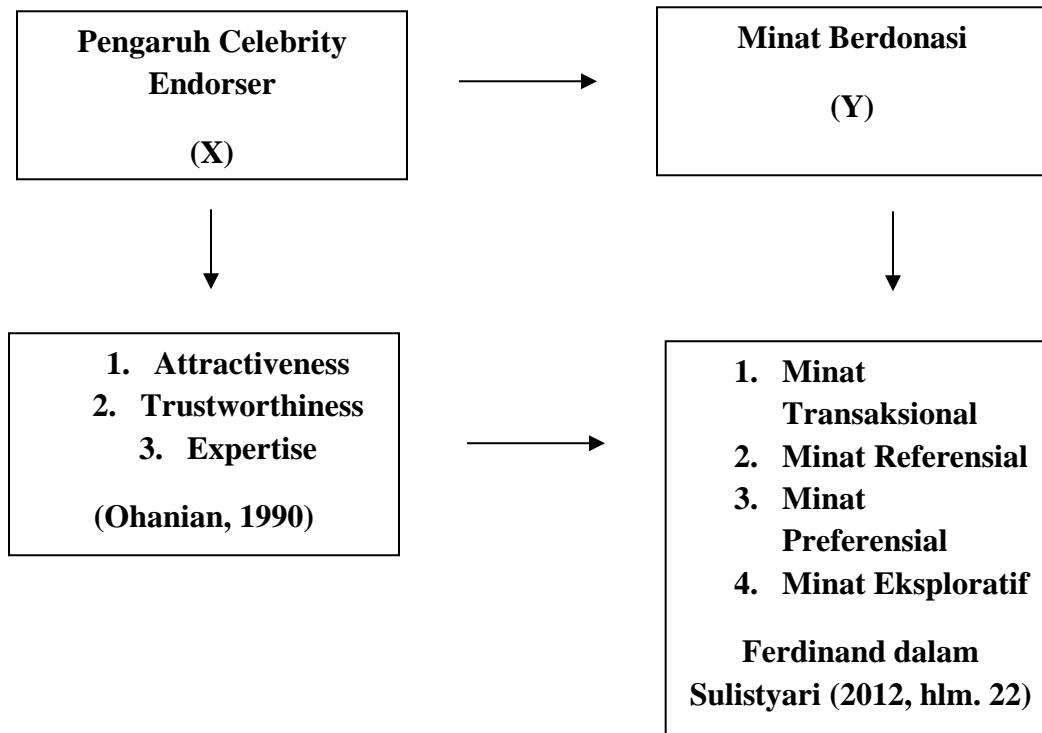 Pengaruh Celebrity
Endorser
(X)
Minat Berdonasi
(Y)
1. Attractiveness
2. Trustworthiness
3. Expertise
(Ohanian, 1990)
1. Minat
Transaksional
2. Minat Referensial
3. Minat
Preferensial
4. Minat Eksploratif
Ferdinand dalam
Sulistyari (2012, hlm. 22)